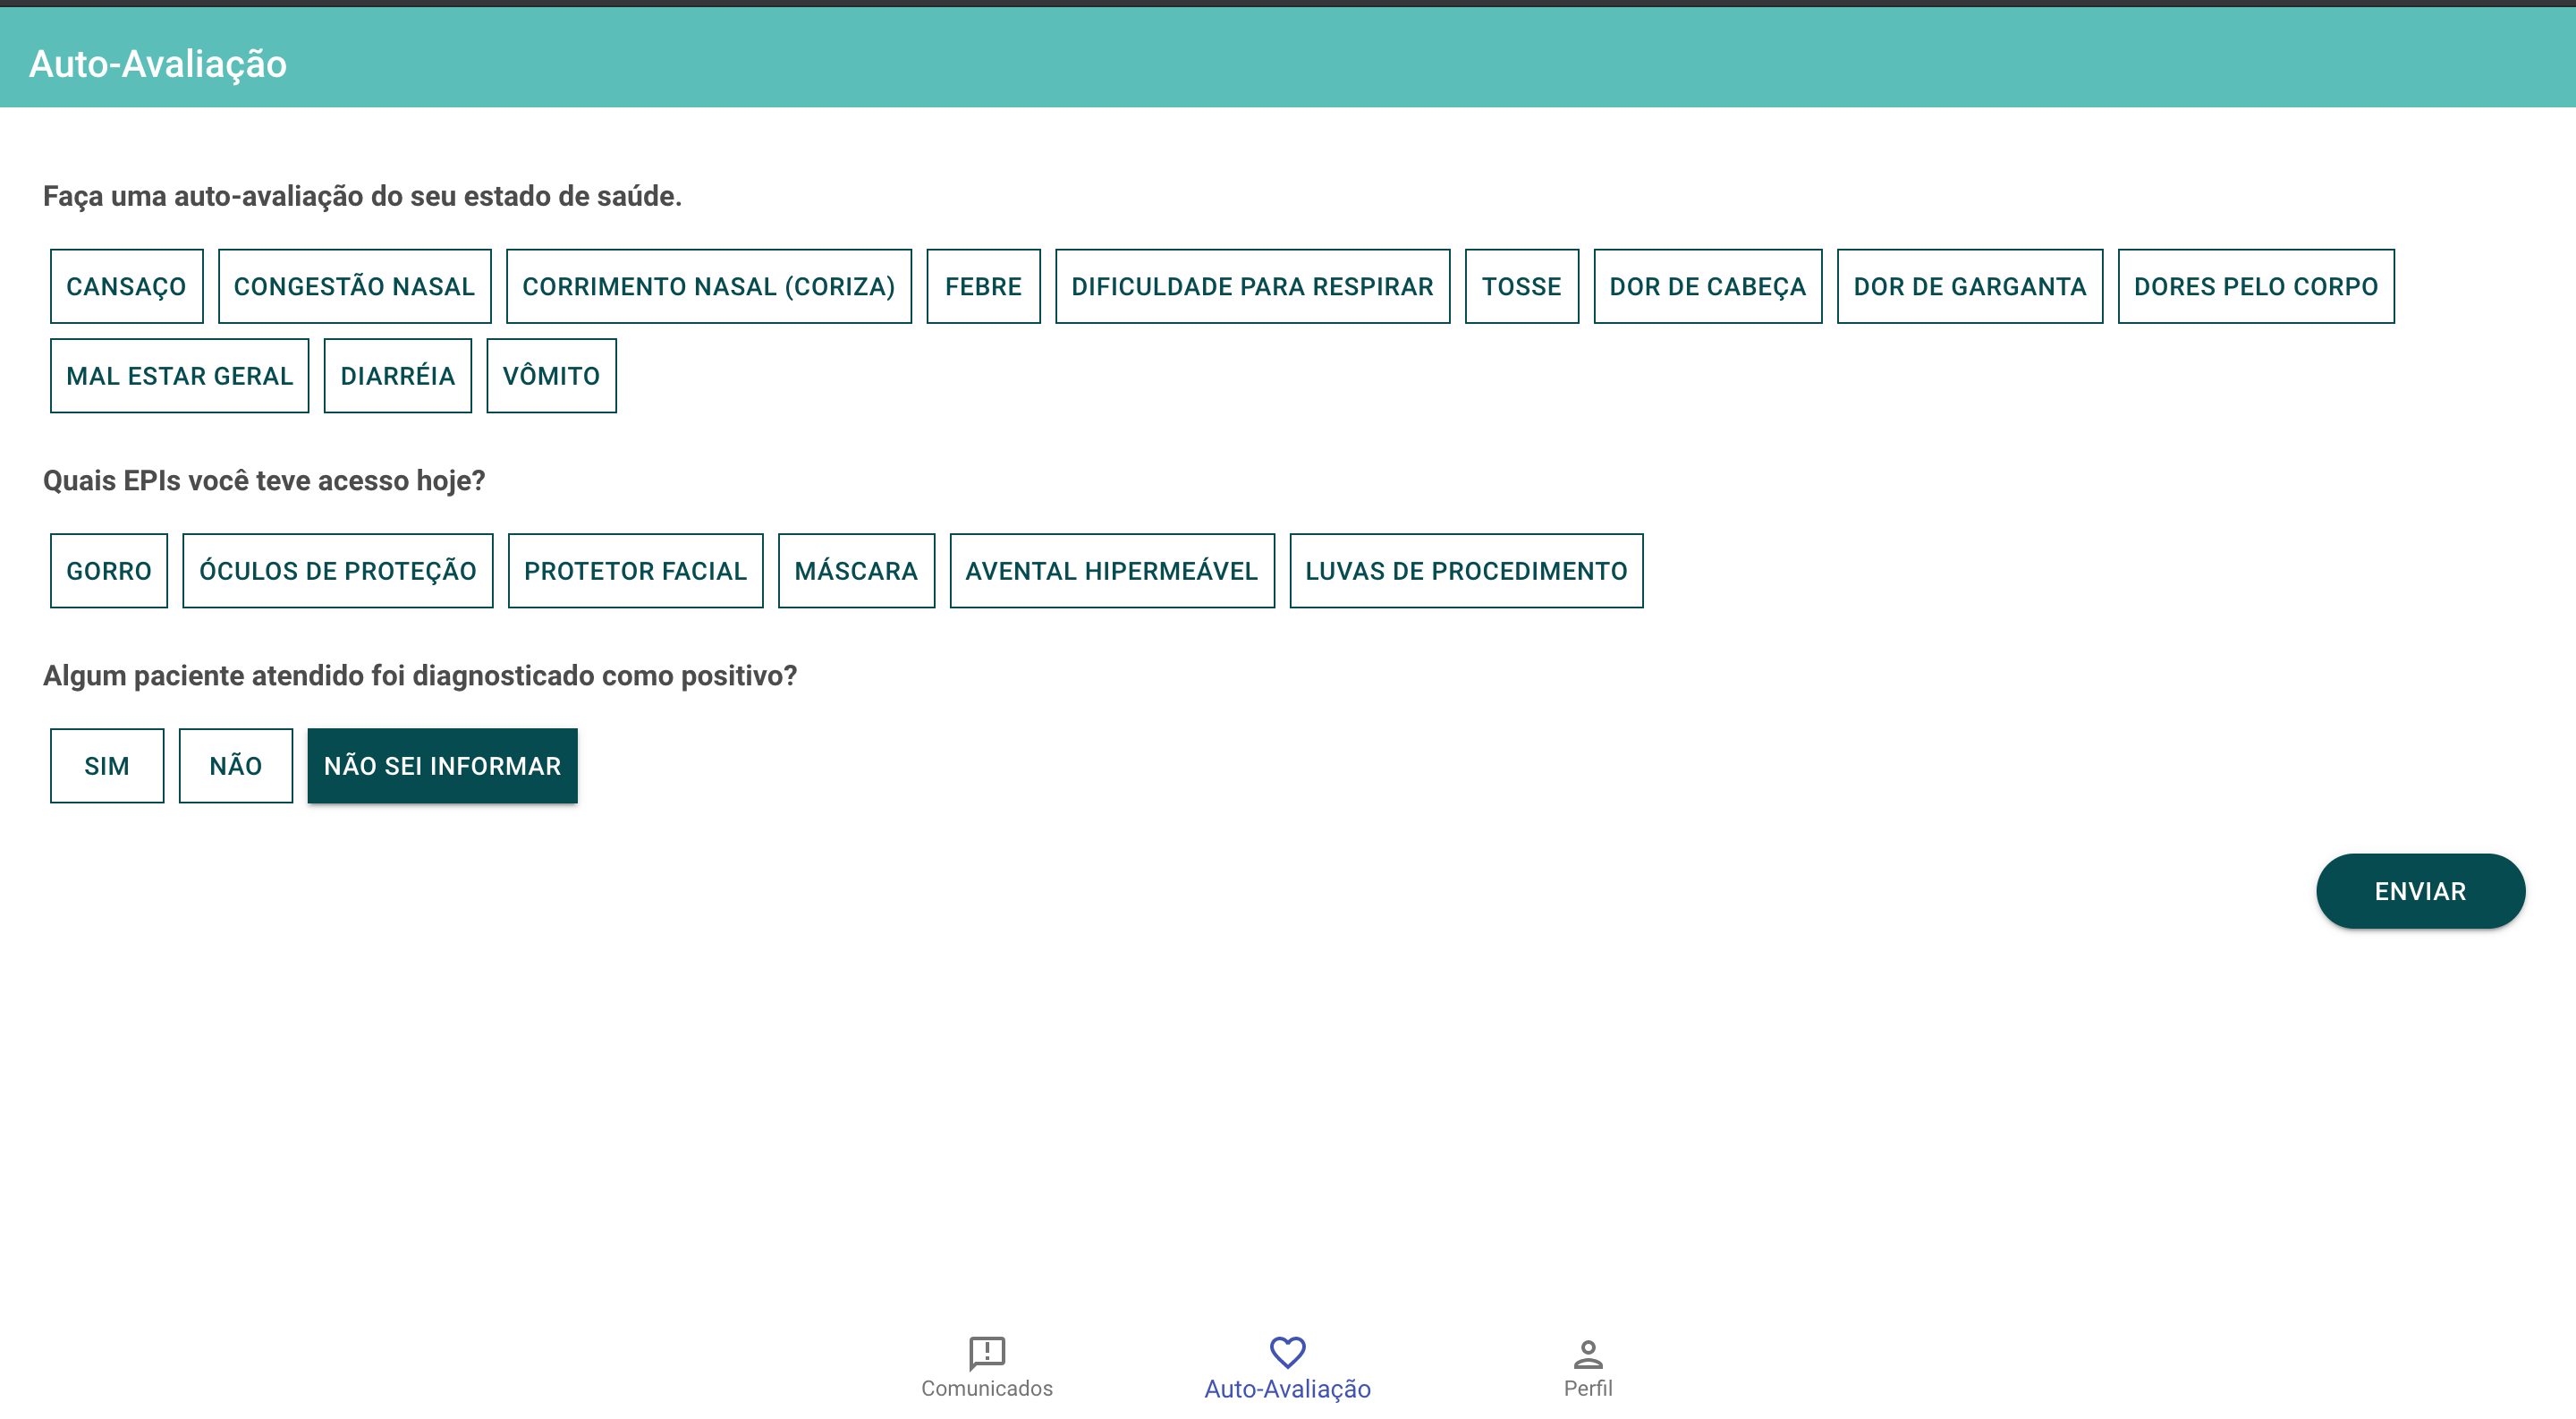 Auto-Avaliação
Faça uma auto-avaliação do seu estado de saúde.
CANSAÇO CONGESTÃO NASAL CORRIMENTO NASAL (CORIZA) FEBRE DIFICULDADE PARA RESPIRAR TOSSE DOR DE CABEÇA DOR DE GARGANTA DORES PELO CORPO
MAL ESTAR GERAL DIARRÉIA VÔMITO
Quais EPIs você teve acesso hoje?
GORRO ÓCULOS DE PROTEÇÃO PROTETOR FACIAL MÁSCARA AVENTAL HIPERMEÁVEL LUVAS DE PROCEDIMENTO
Algum paciente atendido foi diagnosticado como positivo?
SIM NÃO NÃO SEI INFORMAR
ENVIAR
Comunicados Auto-Avaliação Perfil